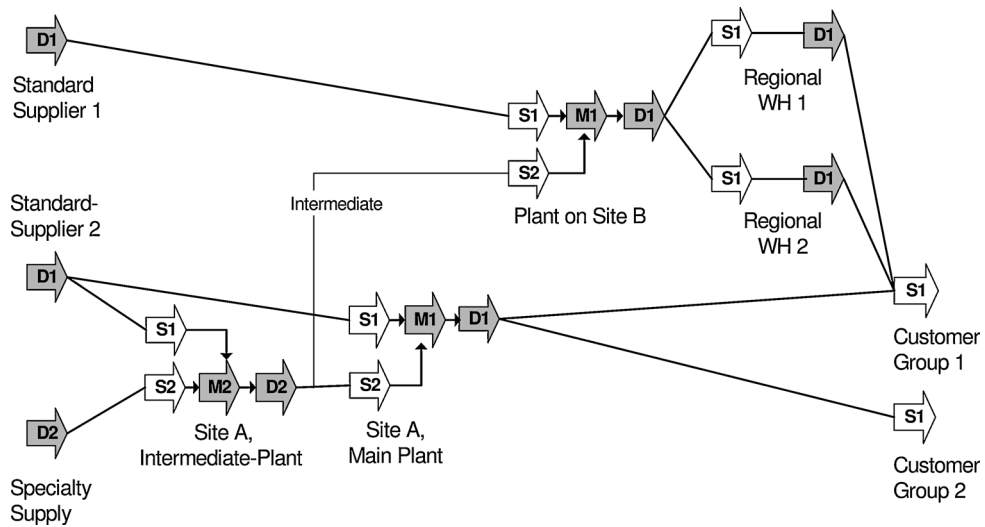 D1
Standard
Supplier 1
S1
M1
D1
S2
Plant on Site B
Intermediate
S1
D1
Regional
WH 1
S1
D1
Regional
WH 2
Standard-
Supplier 2
D1
S1
S2
M2
D2
Site A,
Intermediate-Plant
S1
M1
D1
S2
Site A,
Main Plant
D2
Specialty
Supply
S1
Customer
Group 1
S1
Customer
Group 2